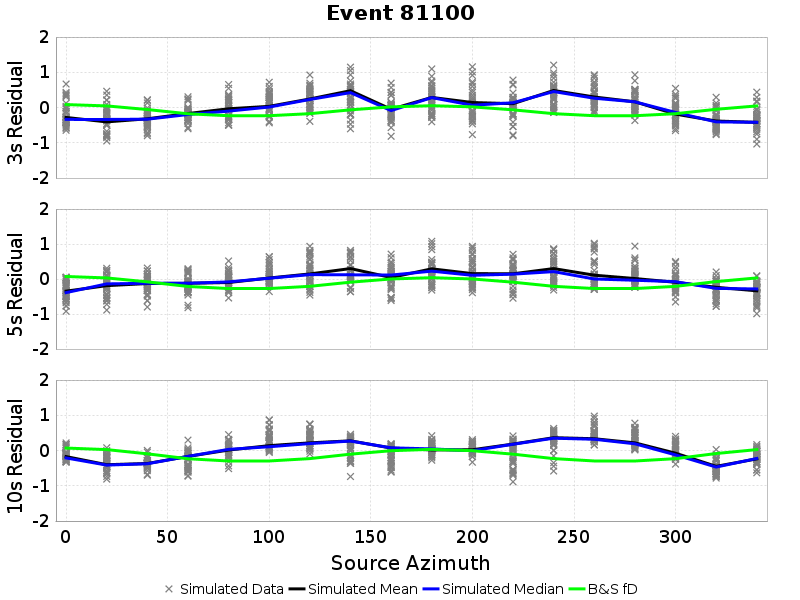 Event 81100
3s Residual
2
1
0
-1
-2
5s Residual
2
1
0
-1
-2
10s Residual
2
1
0
-1
-2
0 50 100 150 200 250 300
Source Azimuth
Simulated Data Simulated Mean Simulated Median B&S fD